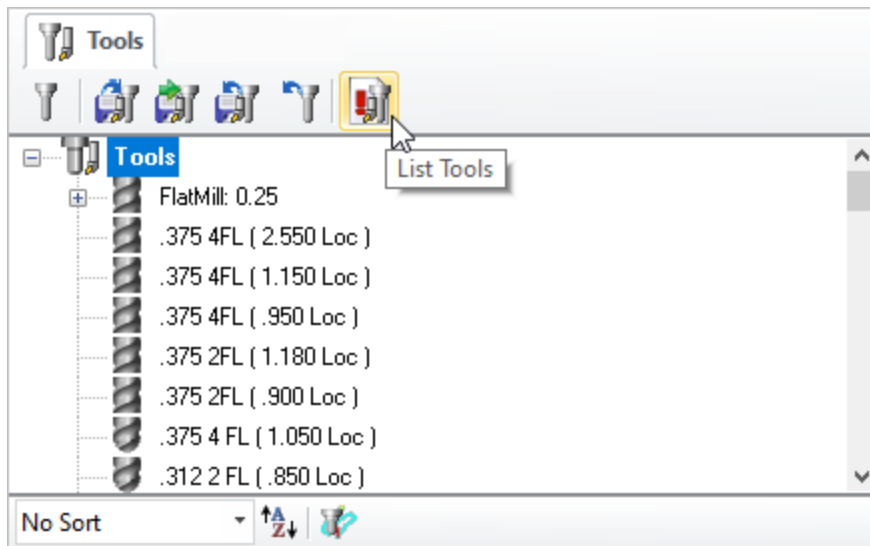 Tools
Tools
List Tools
FlatMill: 0.25
.375 4FL ( 2.550 Loc )
.375 4FL ( 1.150 Loc )
.375 4FL ( .950 Loc )
.375 2FL ( 1.180 Loc )
.375 2FL ( .900 Loc )
.375 4 FL ( 1.050 Loc )
.312 2 FL ( .850 Loc )
No Sort
A
Z